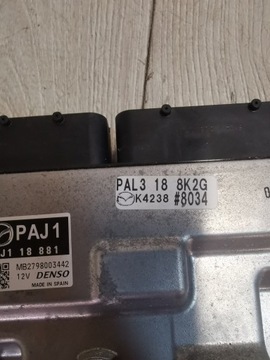 PAL3 18 8K2G
K4238 #8034
PAJ1
J1 18 881
MB2798003442
12V DENSO
MADE IN SPAIN